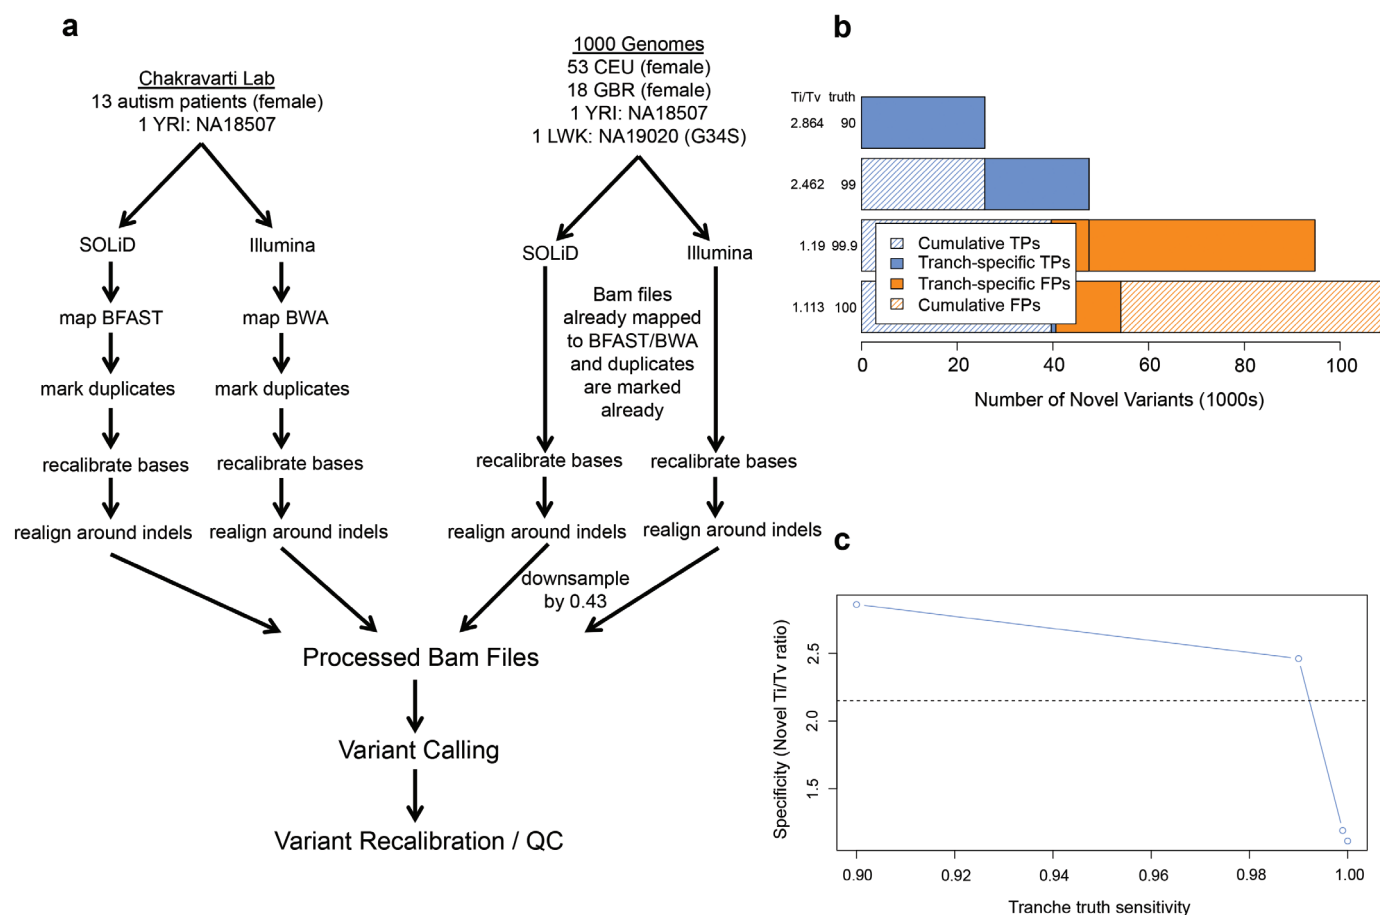 a
Chakravarti Lab
13 autism patients (female)
1 YRI: NA18507
SOLiD
Illumina
map BFAST
map BWA
mark duplicates
mark duplicates
recalibrate bases
recalibrate bases
realign around indels
realign around indels
1000 Genomes
53 CEU (female)
18 GBR (female)
1 YRI: NA18507
1 LWK: NA19020 (G34S)
SOLiD
Illumina
Bam files
already mapped
to BFAST/BWA
and duplicates
are marked
already
recalibrate bases
recalibrate bases
realign around indels
realign around indels
downsample
by 0.43
Processed Bam Files
Variant Calling
Variant Recalibration / QC
b
Ti/Tv truth
2.864 90
2.462 99
1.19 99.9
1.113 100
Cumulative TPs
Tranch-specific TPs
Tranch-specific FPs
Cumulative FPs
0 20 40 60 80 100
Number of Novel Variants (1000s)
c
Specificity (Novel Ti/Tv ratio)
2.5
2.0
1.5
0.90 0.92 0.94 0.96 0.98 1.00
Tranche truth sensitivity